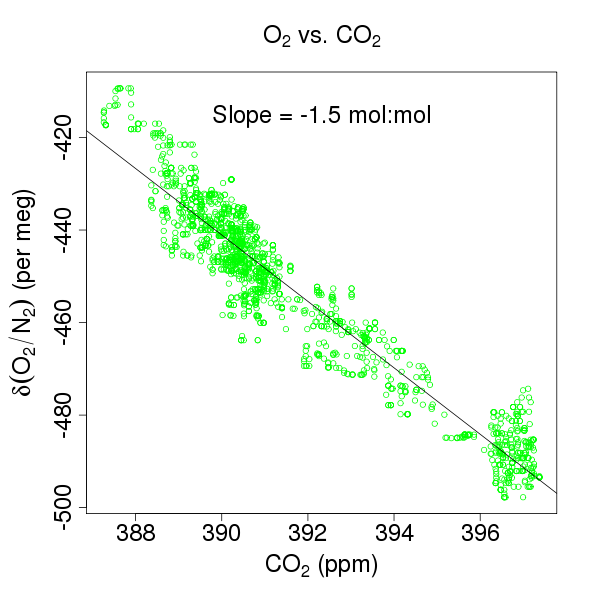 O₂ vs. CO₂
Slope = -1.5 mol:mol
δ(O₂/N₂) (per meg)
-420
-440
-460
-480
-500
388 390 392 394 396
CO₂ (ppm)